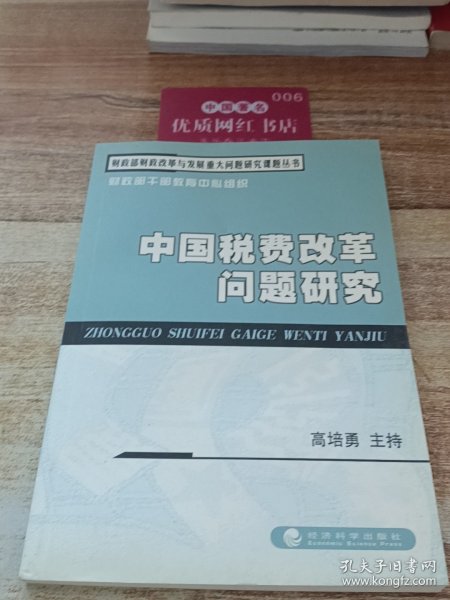 006
中国著名
优质网红书店
财政部财政改革与发展重大问题研究课题丛书
财政部干部教育中心组织
中国税费改革
问题研究
ZHONGGUO SHUIFEI GAIGE WENTI YANJIU
高培勇 主持
经济科学出版社
Economic Science Press
孔夫子旧书网
www.kongfz.com